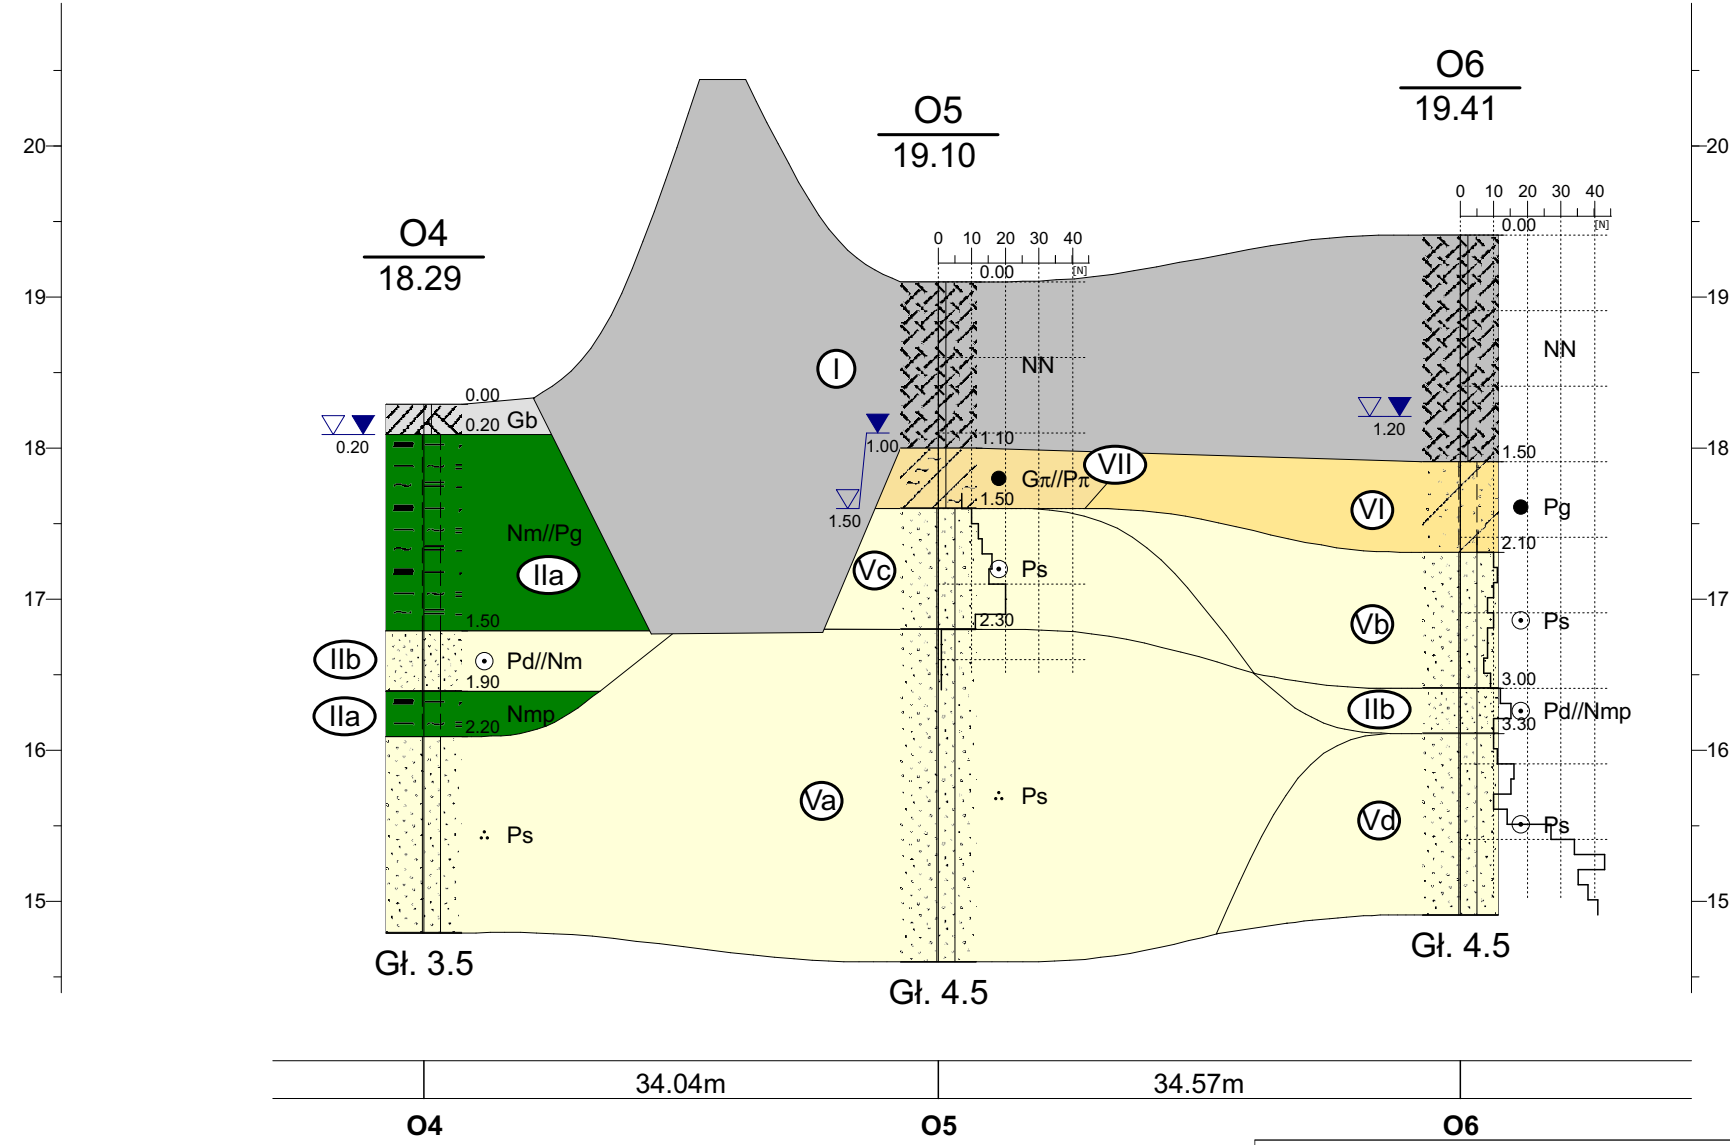 O6
19.41
O5
19.10
O4
18.29
20
20
19
19
18
18
17
17
16
16
15
15
0 10 20 30 40
[N]
0.00
NN
1.50
Pg
2.10
Ps
3.00
Pd//Nmp
3.30
Ps
0 10 20 30 40
[N]
0.00
NN
1.10
Gπ//Pπ
1.50
Ps
2.30
Ps
0.00
0.20
Gb
Nm//Pg
1.50
Pd//Nm
1.90
Nmp
2.20
Ps
0.20
1.00
1.50
1.20
I
VII
VI
IIa
Vc
Vb
IIb
IIa
IIb
Va
Vd
Gł. 3.5
Gł. 4.5
Gł. 4.5
34.04m
34.57m
O4
O5
O6